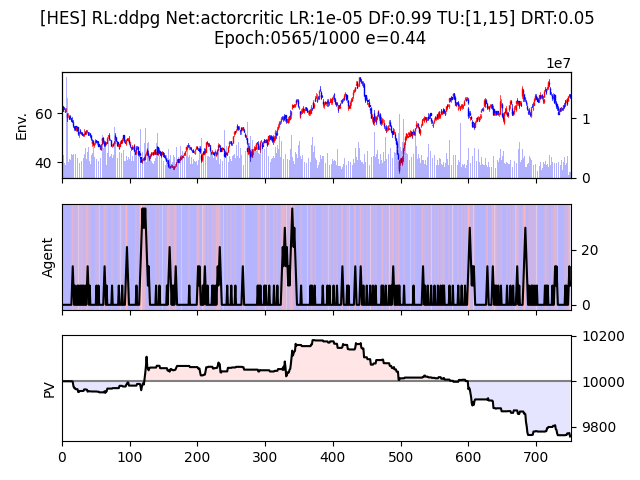 [HES] RL:ddpg Net:actorcritic LR:1e-05 DF:0.99 TU:[1,15] DRT:0.05
Epoch:0565/1000 e=0.44
1e7
Env.
60
40
1
0
Agent
20
0
PV
10200
10000
9800
0 100 200 300 400 500 600 700